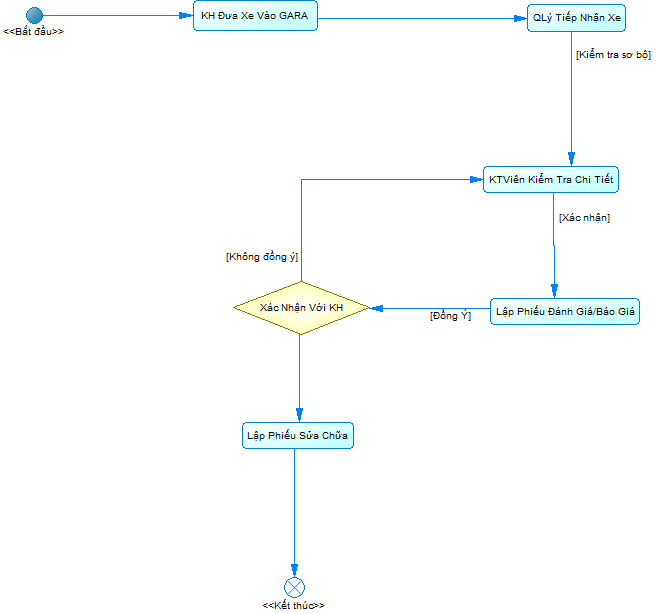 <<Bắt đầu>>
KH Đưa Xe Vào GARA
QLý Tiếp Nhận Xe
[Kiểm tra sơ bộ]
KTViên Kiểm Tra Chi Tiết
[Xác nhận]
[Không đồng ý]
Xác Nhận Với KH
[Đồng Ý]
Lập Phiếu Đánh Giá/Báo Giá
Lập Phiếu Sửa Chữa
<<Kết thúc>>